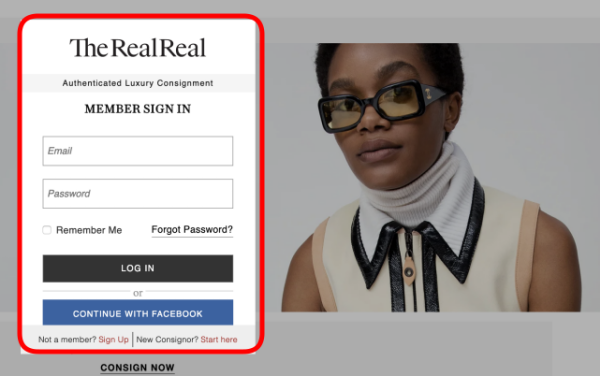 The RealReal
Authenticated Luxury Consignment
MEMBER SIGN IN
Email
Password
Remember Me Forgot Password?
LOG IN
or
CONTINUE WITH FACEBOOK
Not a member? Sign Up New Consignor? Start here
CONSIGN NOW